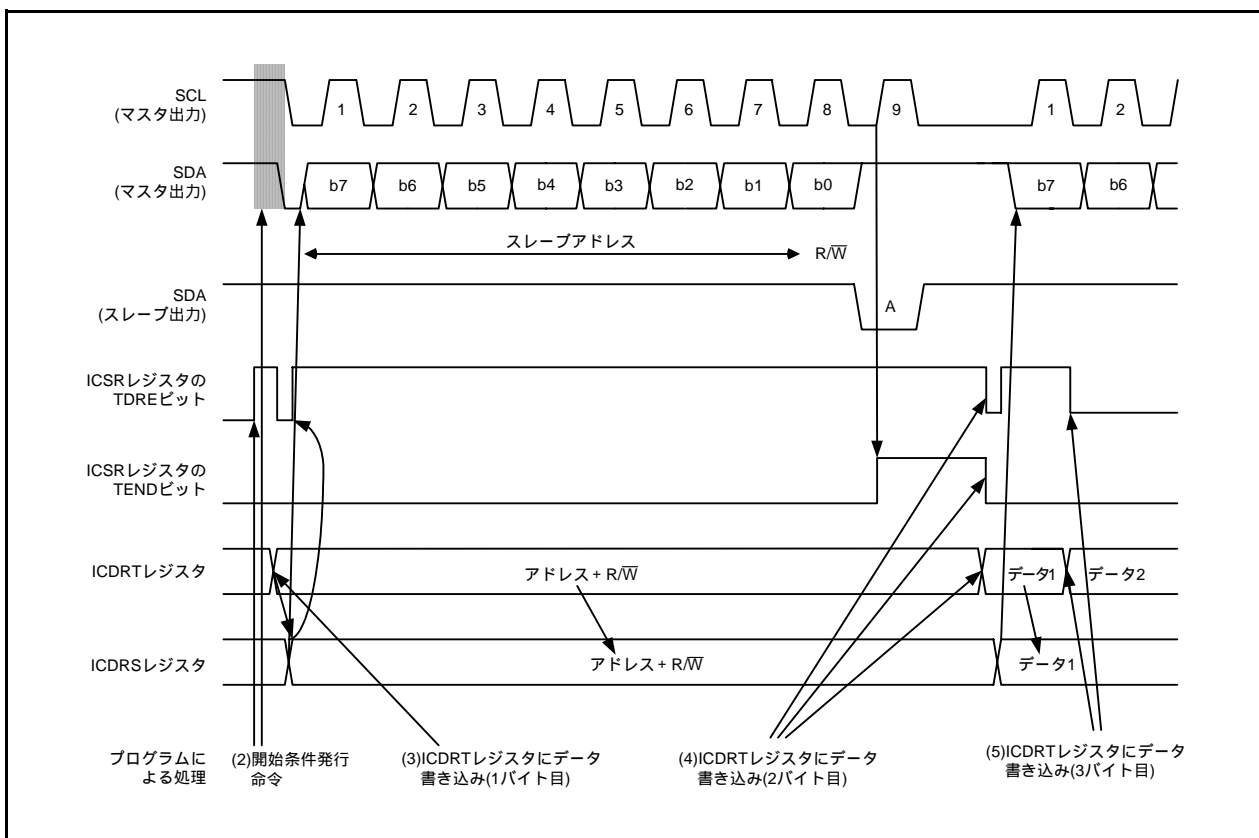 SCL
(マスタ出力)
1 2 3 4 5 6 7 8 9 1 2
SDA
(マスタ出力)
b7 b6 b5 b4 b3 b2 b1 b0 b7 b6
スレーブアドレス R/W̅
SDA
(スレーブ出力)
A
ICSRレジスタの
TDREビット
ICSRレジスタの
TENDビット
ICDRTレジスタ アドレス + R/W̅ データ1 データ2
ICDRSレジスタ アドレス + R/W̅ データ1
プログラムに
よる処理
(2)開始条件発行
命令
(3)ICDRTレジスタにデータ
書き込み(1バイト目)
(4)ICDRTレジスタにデータ
書き込み(2バイト目)
(5)ICDRTレジスタにデータ
書き込み(3バイト目)